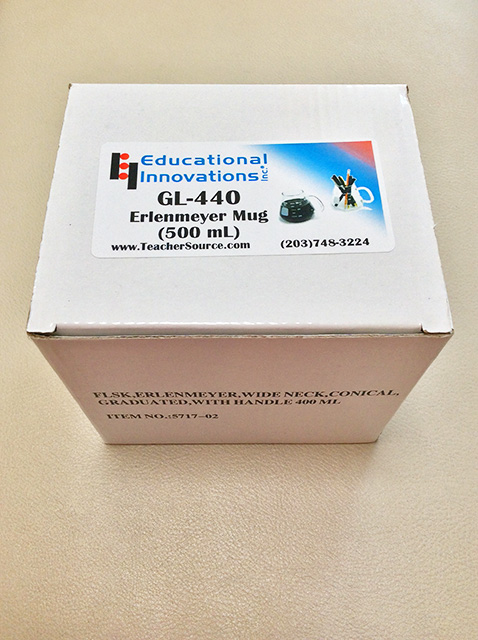 Educational
Innovations Inc®
GL-440
Erlenmeyer Mug
(500 mL)
www.TeacherSource.com (203)748-3224
FLSK,ERLENMEYER,WIDE NECK,CONICAL,
GRADUATED,WITH HANDLE 400 ML
ITEM NO.:5717-02